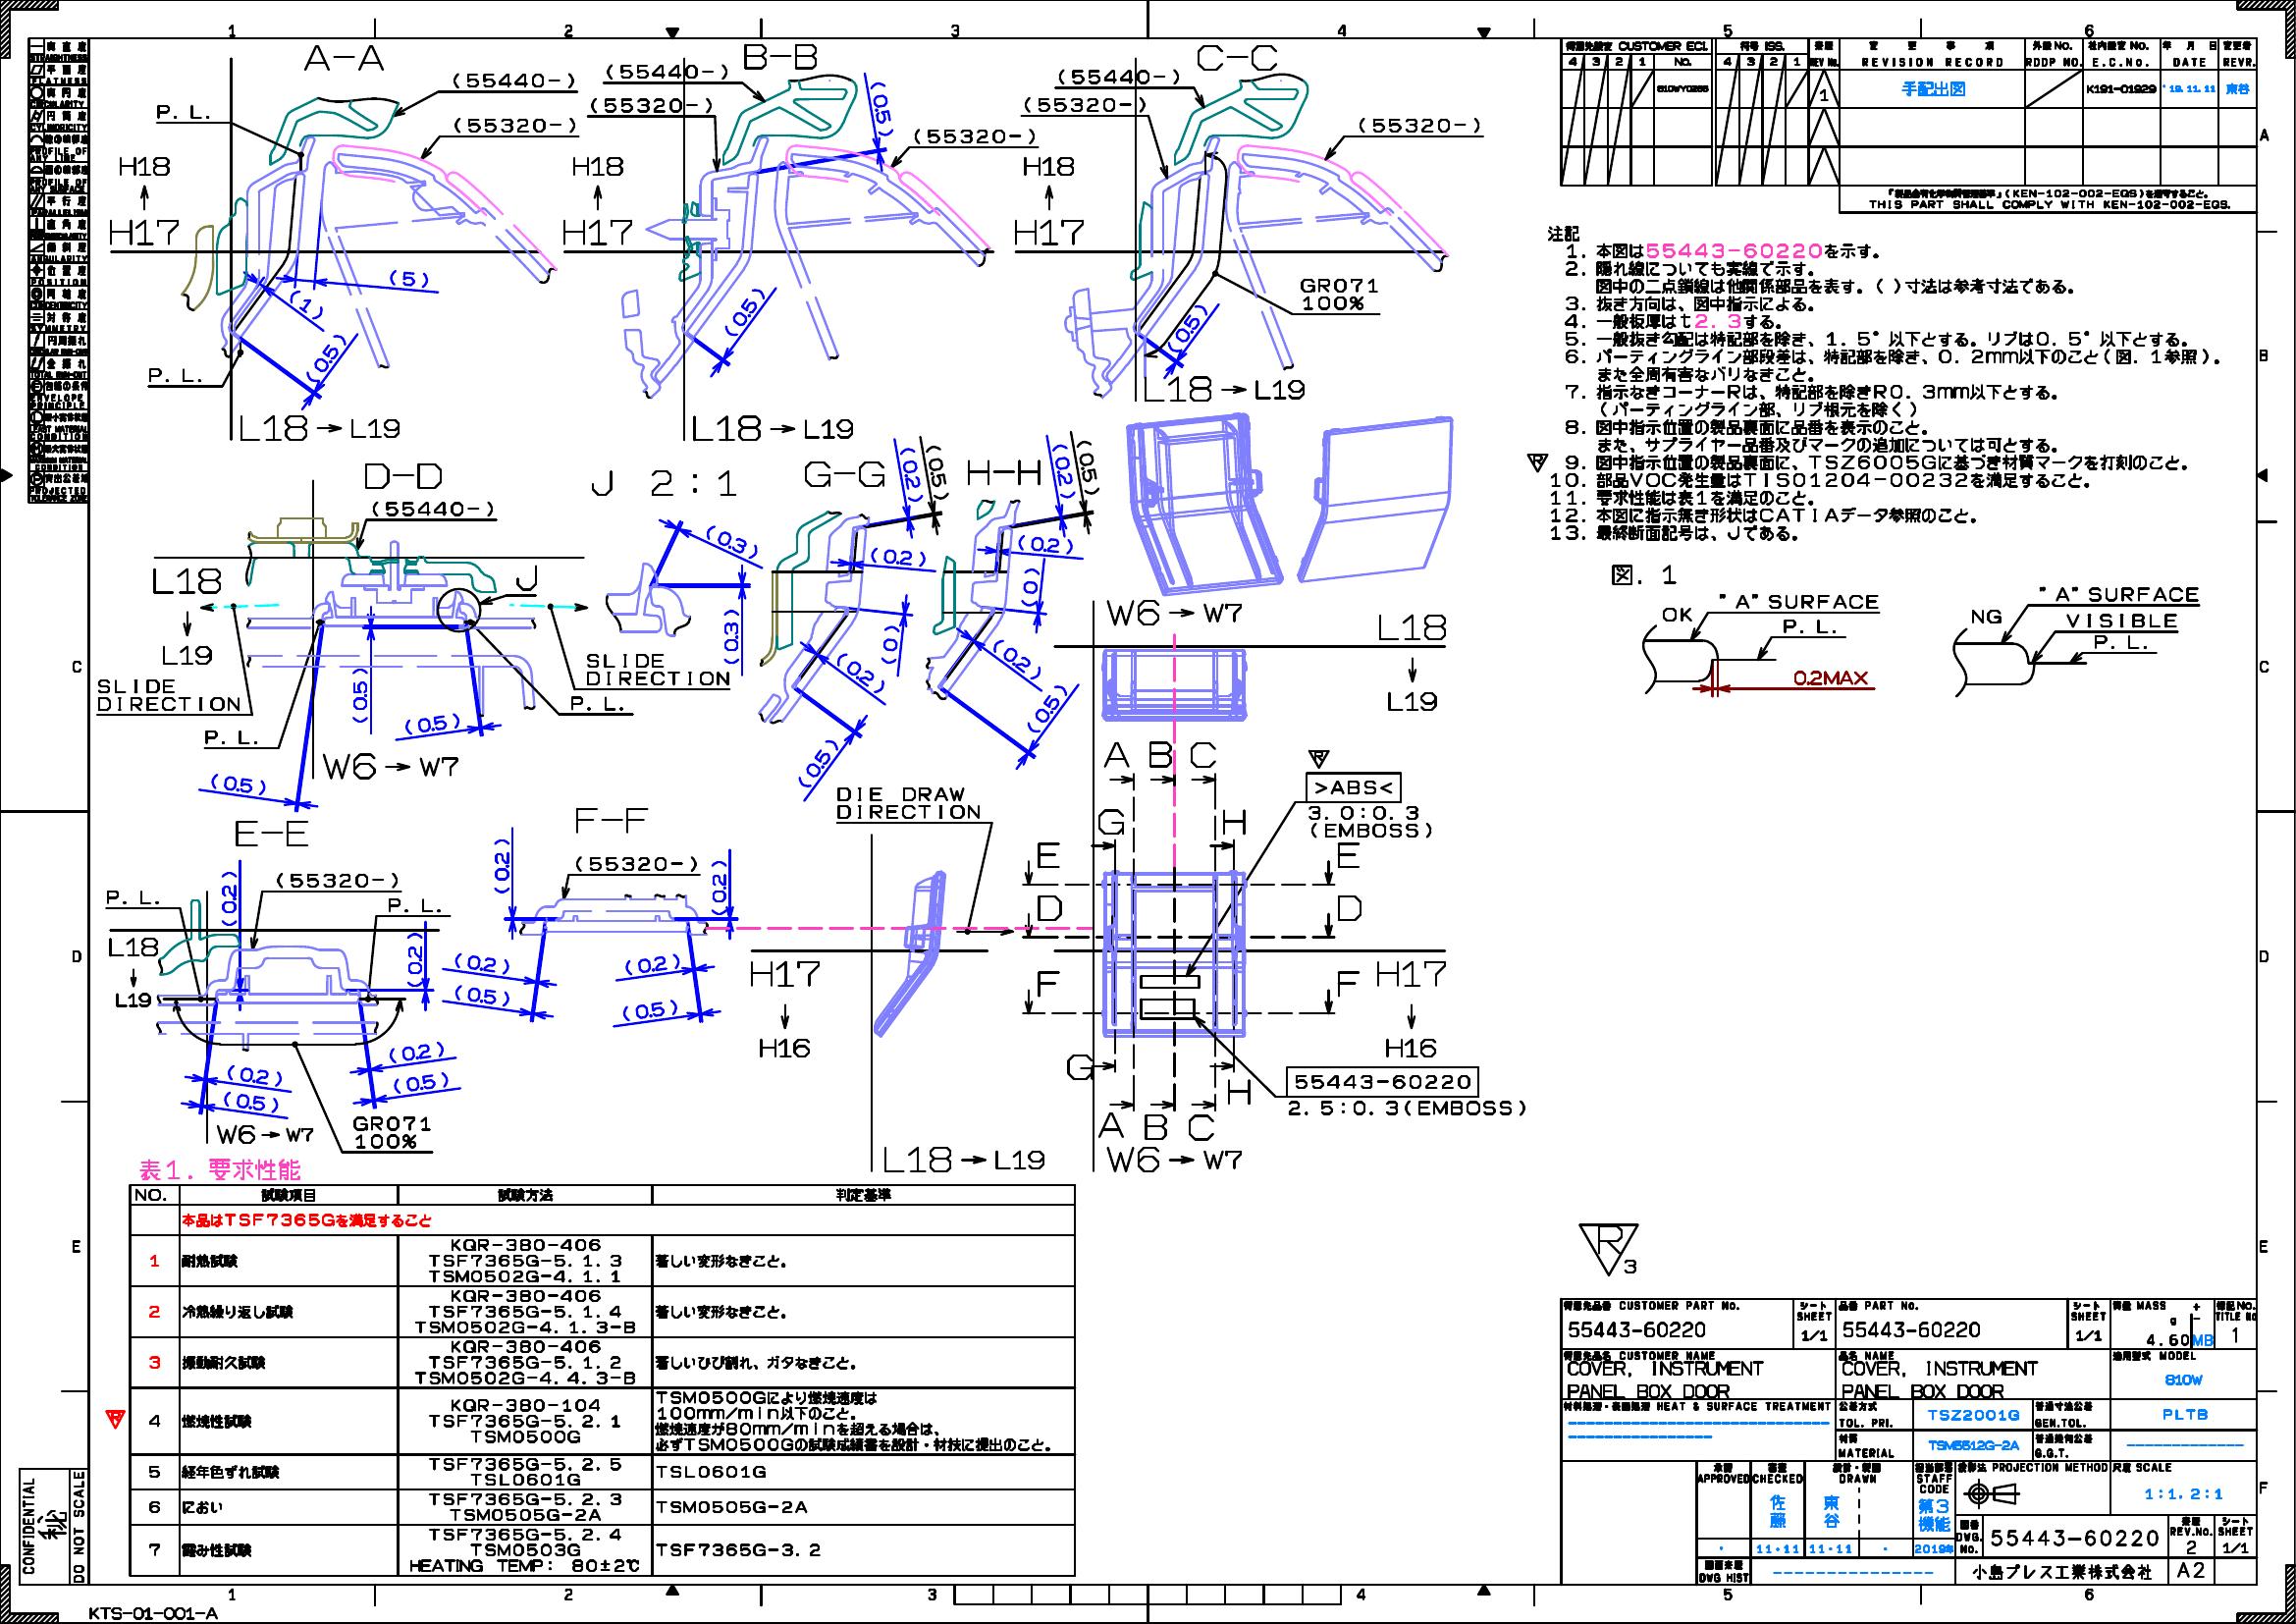 1 2 3 4 5 6
A-A
B-B
C-C
(55440-)
(55320-)
P. L.
H18
H17
(5)
(1)
(0.5)
P. L.
L18→L19
(55440-)
(55320-)
(0.5)
(55320-)
H18
H17
(0.5)
L18→L19
(55440-)
(55320-)
(55320-)
H18
H17
GR071
100%
(0.5)
L18→L19
D-D
(55440-)
L18
L19
J
SLIDE
DIRECTION
SLIDE
DIRECTION
P. L.
P. L.
(0.5)
(0.5)
(0.5)
W6→W7
J 2:1
(0.3)
(0.3)
G-G
(0.2)
(0.5)
(0.2)
(0)
(0.2)
(0.5)
H-H
(0.2)
(0.5)
(0.2)
(0)
(0.2)
(0.5)
W6→W7
L18
L19
E-E
(55320-)
P. L.
P. L.
(0.2)
(0.2)
L18
L19
(0.2)
(0.5)
(0.2)
(0.5)
W6→W7
GR071
100%
F-F
(55320-)
(0.2)
(0.2)
(0.2)
(0.5)
(0.2)
(0.5)
DIE DRAW
DIRECTION
H17
H16
L18→L19
A B C
G H
E E
D D
F F
G H
A B C
W6→W7
H17
H16
>ABS<
3.0:0.3
(EMBOSS)
55443-60220
2.5:0.3(EMBOSS)
CUSTOMER ECI. NO.
4 3 2 1
符号 ISS.
4 3 2 1
変更事項
REVISION RECORD
RDDP NO.
E.C.No.
年月日
DATE
REVR.
1
手配出図
K191-01929
'19.11.11
東谷
「製品含有化学物質管理基準」(KEN-102-002-EGS)を遵守すること。
THIS PART SHALL COMPLY WITH KEN-102-002-EGS.
注記
1. 本図は55443-60220を示す。
2. 隠れ線についても実線で示す。
図中の二点鎖線は他関係部品を表す。( )寸法は参考寸法である。
3. 抜き方向は、図中指示による。
4. 一般板厚はt2.3する。
5. 一般抜き勾配は特記部を除き、1.5°以下とする。リブは0.5°以下とする。
6. パーティングライン部段差は、特記部を除き、0.2mm以下のこと(図.1参照)。
また全周有害なバリなきこと。
7. 指示なきコーナーRは、特記部を除きR0.3mm以下とする。
(パーティングライン部、リブ根元を除く)
8. 図中指示位置の製品裏面に品番を表示のこと。
また、サプライヤー品番及びマークの追加については可とする。
9. 図中指示位置の製品裏面に、TSZ6005Gに基づき材質マークを打刻のこと。
10. 部品VOC発生量はTIS01204-00232を満足すること。
11. 要求性能は表1を満足のこと。
12. 本図に指示無き形状はCATIAデータ参照のこと。
13. 最終断面記号は、Jである。
図.1
OK
"A" SURFACE
P. L.
0.2MAX
NG
"A" SURFACE
VISIBLE
P. L.
表1. 要求性能
NO. 試験項目 試験方法 判定基準
本品はTSF7365Gを満足すること
1 耐熱試験
KQR-380-406
TSF7365G-5.1.3
TSM0502G-4.1.1
著しい変形なきこと。
2 冷熱繰り返し試験
KQR-380-406
TSF7365G-5.1.4
TSM0502G-4.1.3-B
著しい変形なきこと。
3 振動耐久試験
KQR-380-406
TSF7365G-5.1.2
TSM0502G-4.4.3-B
著しいひび割れ、ガタなきこと。
4 燃焼性試験
KQR-380-104
TSF7365G-5.2.1
TSM0500G
TSM0500Gにより燃焼速度は
100mm/min以下のこと。
燃焼速度が80mm/minを超える場合は、
必ずTSM0500Gの試験成績書を設計・材技に提出のこと。
5 経年色ずれ試験
TSF7365G-5.2.5
TSL0601G
TSL0601G
6 におい
TSF7365G-5.2.3
TSM0505G-2A
TSM0505G-2A
7 曇み性試験
TSF7365G-5.2.4
TSM0503G
HEATING TEMP: 80±2℃
TSF7365G-3.2
R 3
得意先品番 CUSTOMER PART No.
55443-60220
シート SHEET
1/1
品番 PART No.
55443-60220
シート SHEET
1/1
質量 MASS
g
4.60MB
TITLE No
1
得意先品名 CUSTOMER NAME
COVER, INSTRUMENT
PANEL BOX DOOR
品名 NAME
COVER, INSTRUMENT
PANEL BOX DOOR
適用型式 MODEL
810W
材料処理・表面処理 HEAT & SURFACE TREATMENT
公差方式
TOL. PRI.
TSZ2001G
普通寸法公差
GEN.TOL.
PLTB
材質
MATERIAL
TSM5512G-2A
普通幾何公差
G.G.T.
承認
APPROVED
審査
CHECKED
佐藤
11・11
設計・製図
DRAWN
東谷
11・11
担当部署
STAFF CODE
第3機能
2019年
投影法 PROJECTION METHOD
尺度 SCALE
1:1. 2:1
図番
DWG. NO.
55443-60220
REV.NO.
2
シート SHEET
1/1
DWG HIST
小島プレス工業株式会社
A2
CONFIDENTIAL
秘
DO NOT SCALE
KTS-01-001-A